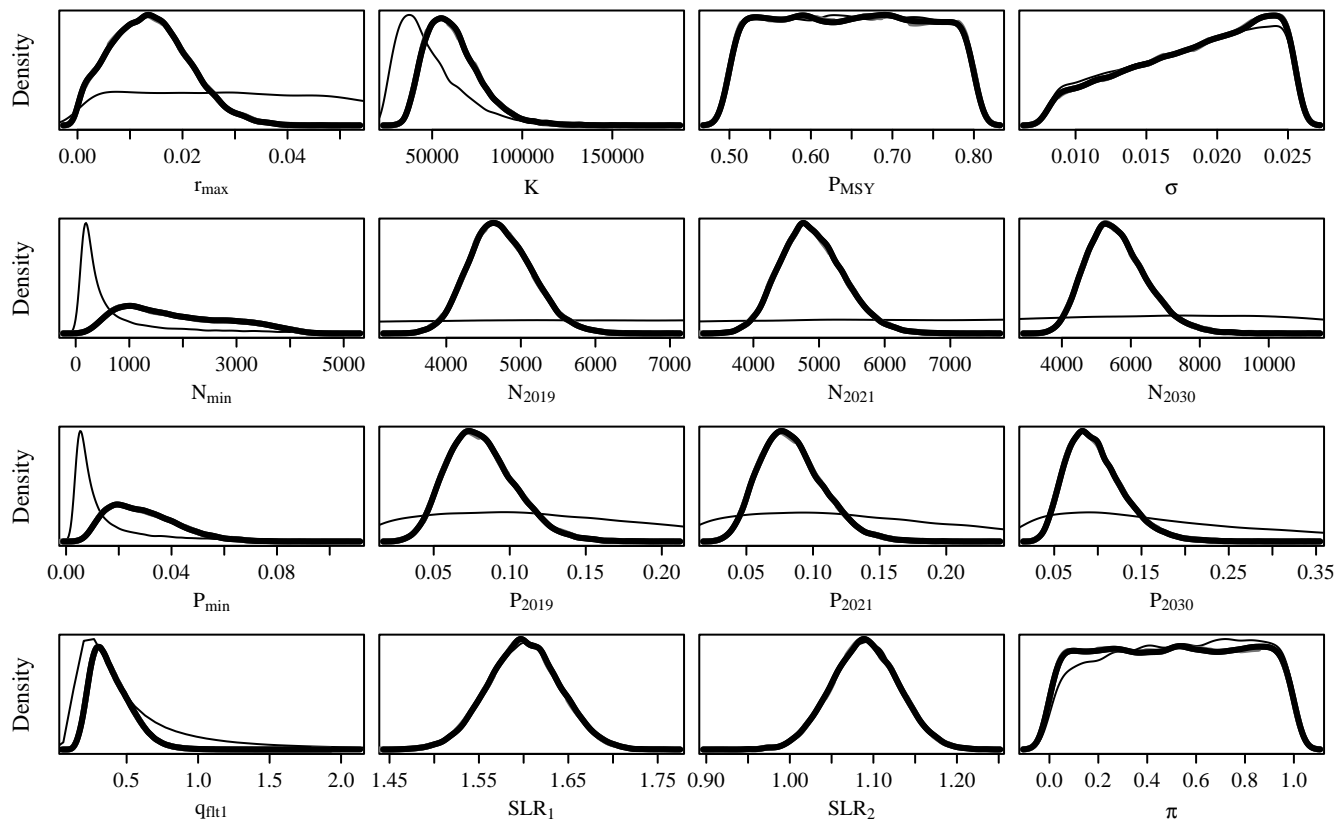 Density
0.00 0.02 0.04
r_max
50000 100000 150000
K
0.50 0.60 0.70 0.80
P_MSY
0.010 0.015 0.020 0.025
σ
Density
0 1000 3000 5000
N_min
4000 5000 6000 7000
N_2019
4000 5000 6000 7000
N_2021
4000 6000 8000 10000
N_2030
Density
0.00 0.04 0.08
P_min
0.05 0.10 0.15 0.20
P_2019
0.05 0.10 0.15 0.20
P_2021
0.05 0.15 0.25 0.35
P_2030
Density
0.5 1.0 1.5 2.0
q_flt1
1.45 1.55 1.65 1.75
SLR_1
0.90 1.00 1.10 1.20
SLR_2
0.0 0.2 0.4 0.6 0.8 1.0
π